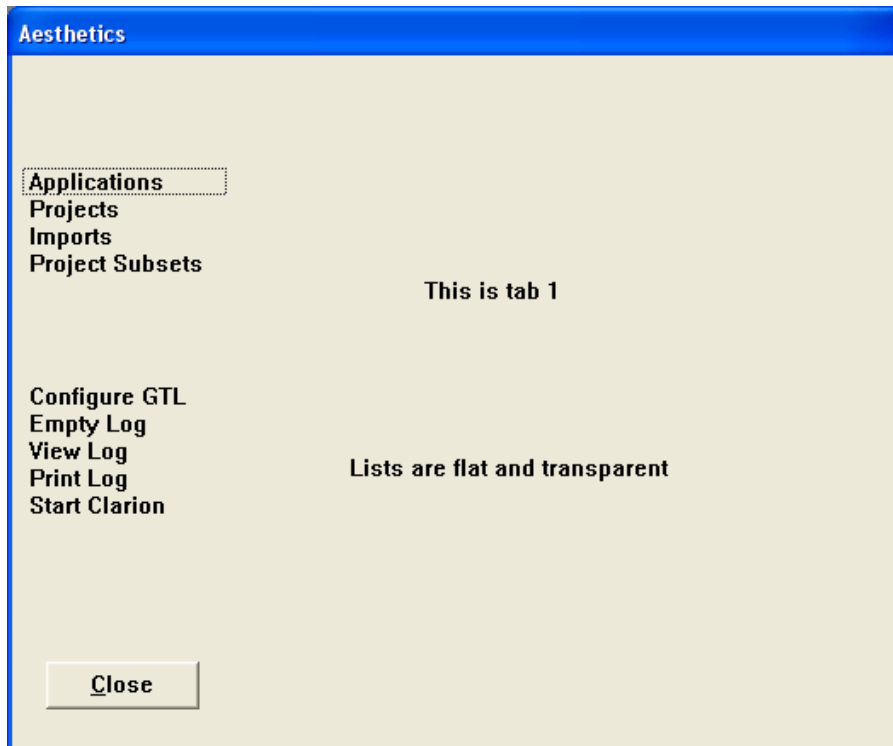 Aesthetics
Applications
Projects
Imports
Project Subsets
This is tab 1
Configure GTL
Empty Log
View Log
Print Log
Start Clarion
Lists are flat and transparent
Close